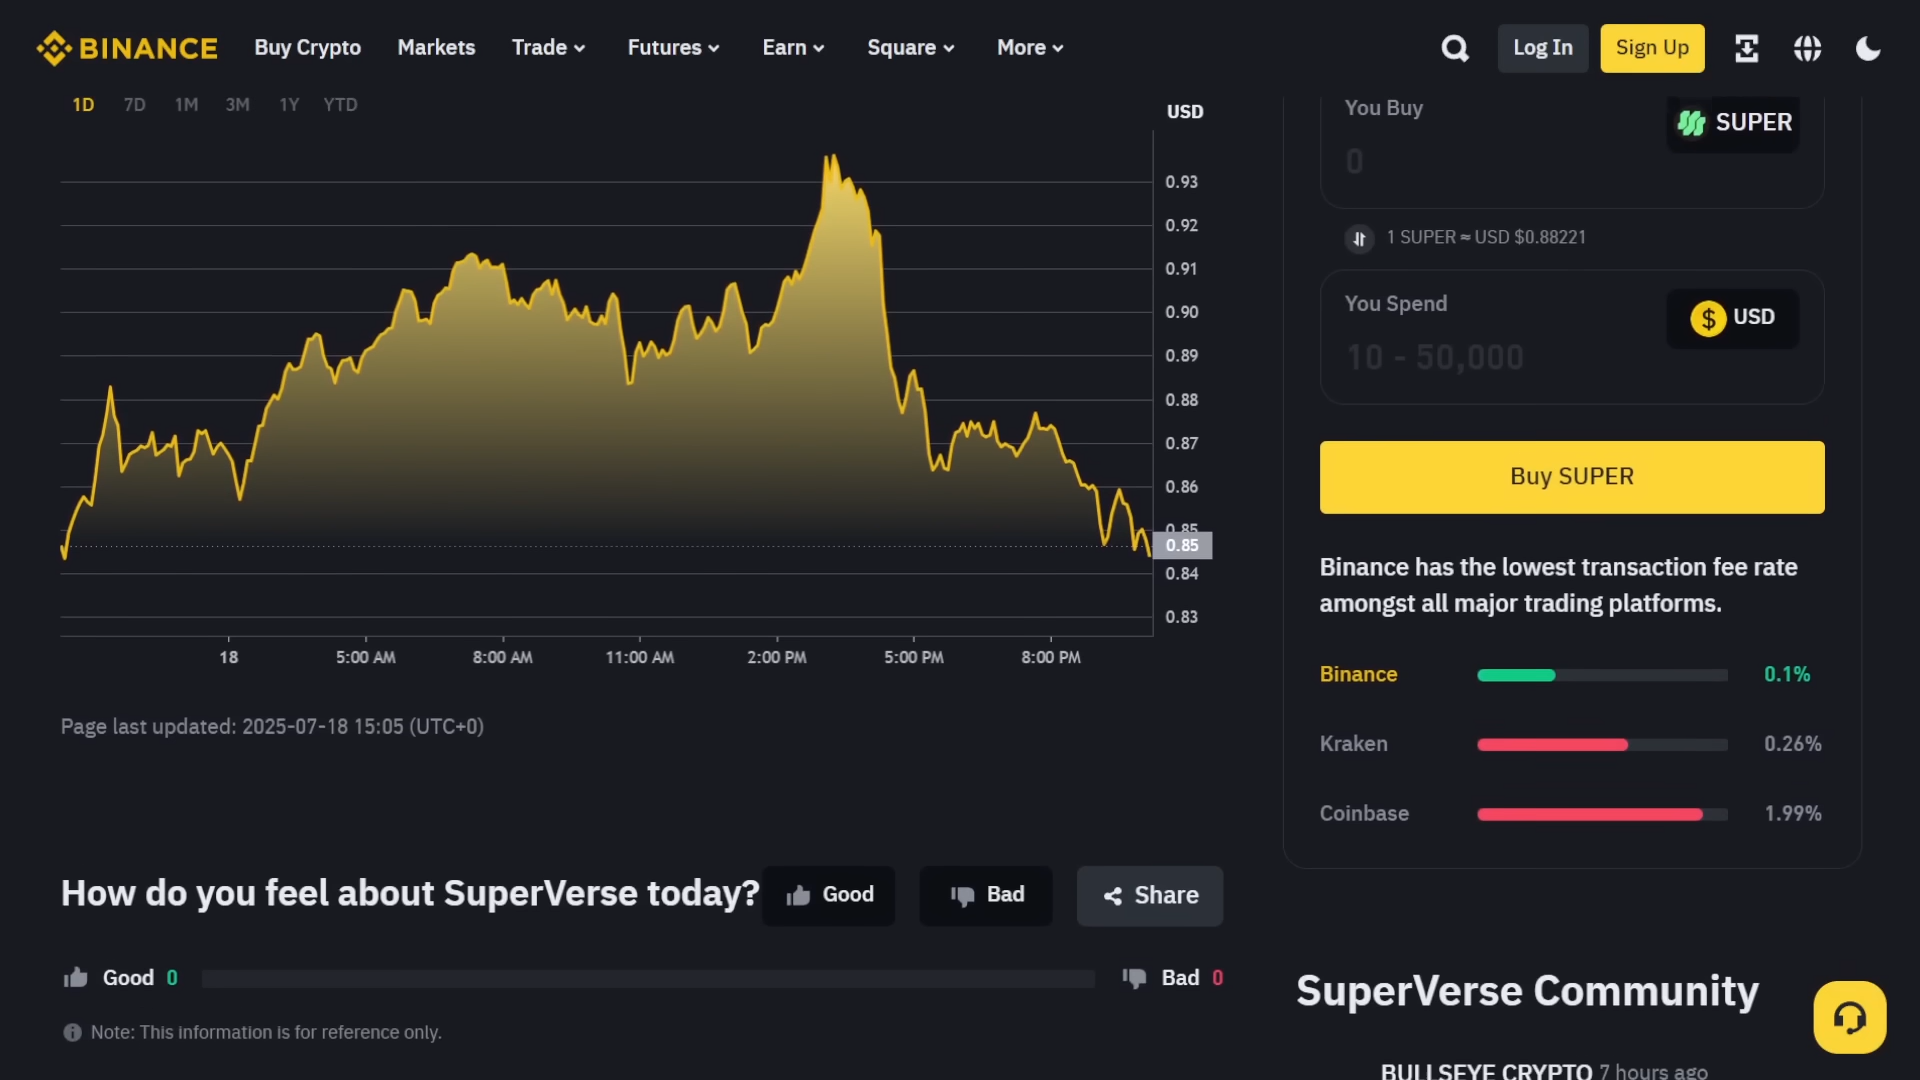 BINANCE Buy Crypto Markets Trade Futures Earn Square More Log In Sign Up
1D 7D 1M 3M 1Y YTD
USD
0.93
0.92
0.91
0.90
0.89
0.88
0.87
0.86
0.85
0.85
0.84
0.83
18 5:00 AM 8:00 AM 11:00 AM 2:00 PM 5:00 PM 8:00 PM
Page last updated: 2025-07-18 15:05 (UTC+0)
How do you feel about SuperVerse today? Good Bad Share
Good 0 Bad 0
Note: This information is for reference only.
You Buy
0
SUPER
1 SUPER ≈ USD $0.88221
You Spend
10 - 50,000
$ USD
Buy SUPER
Binance has the lowest transaction fee rate
amongst all major trading platforms.
Binance 0.1%
Kraken 0.26%
Coinbase 1.99%
SuperVerse Community
BULLSEYE CRYPTO 7 hours ago